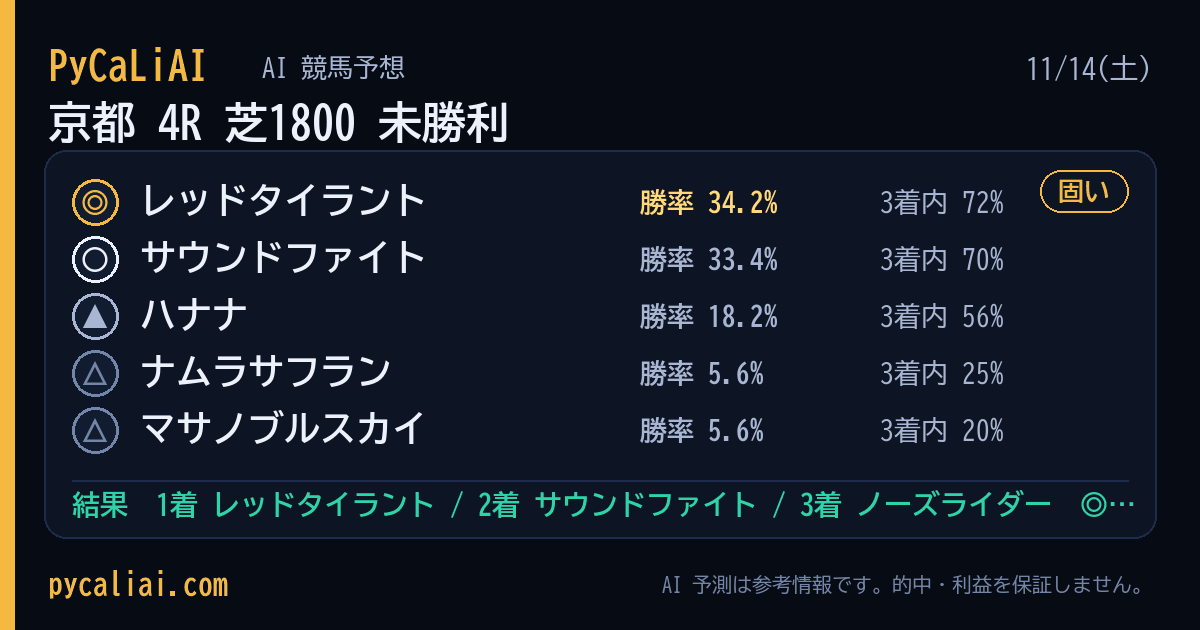 PyCaLiAI AI 競馬予想 11/14(土)
京都 4R 芝1800 未勝利
◎ レッドタイラント 勝率 34.2% 3着内 72% 固い
○ サウンドファイト 勝率 33.4% 3着内 70%
▲ ハナナ 勝率 18.2% 3着内 56%
△ ナムラサフラン 勝率 5.6% 3着内 25%
△ マサノブルスカイ 勝率 5.6% 3着内 20%
結果 1着 レッドタイラント / 2着 サウンドファイト / 3着 ノーズライダー ◎…
pycaliai.com AI 予測は参考情報です。的中・利益を保証しません。